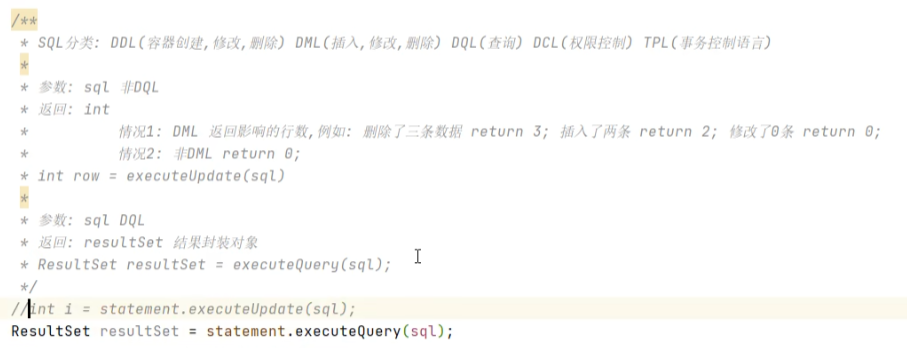 /**
 * SQL分类: DDL(容器创建,修改,删除) DML(插入,修改,删除) DQL(查询) DCL(权限控制) TPL(事务控制语言)
 *
 * 参数: sql 非DQL
 * 返回: int
 *          情况1: DML 返回影响的行数,例如: 删除了三条数据 return 3; 插入了两条 return 2; 修改了0条 return 0;
 *          情况2: 非DML return 0;
 * int row = executeUpdate(sql)
 *
 * 参数: sql DQL
 * 返回: resultSet 结果封装对象
 * ResultSet resultSet = executeQuery(sql);
 */
//int i = statement.executeUpdate(sql);
ResultSet resultSet = statement.executeQuery(sql);